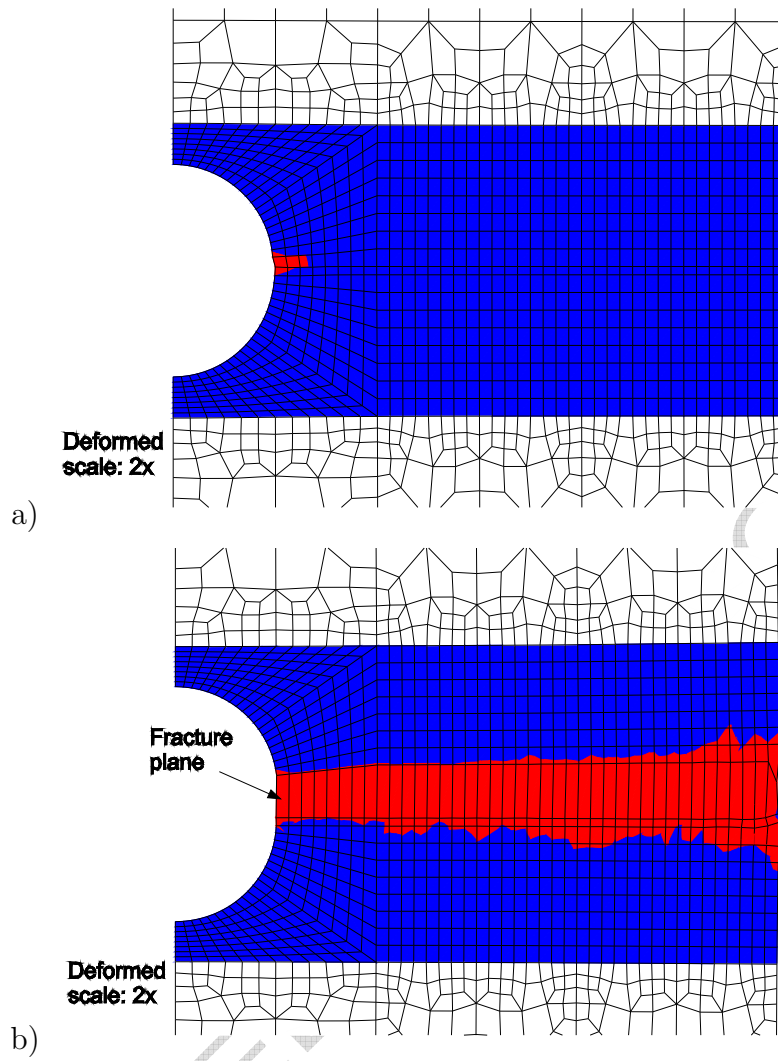 Deformed
scale: 2x
a)
Fracture
plane
Deformed
scale: 2x
b)